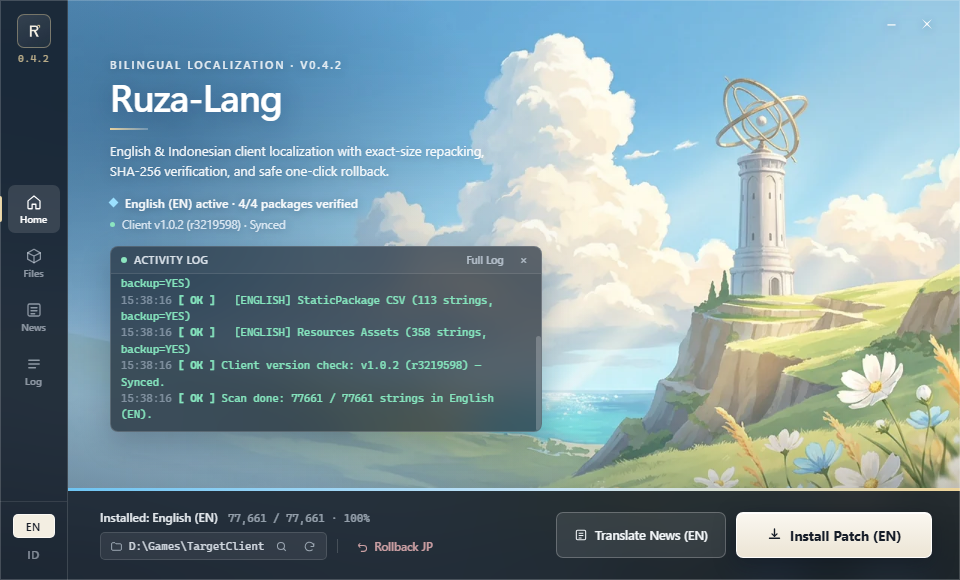 R
0.4.2
Home
Files
News
Log
EN
ID
BILINGUAL LOCALIZATION · V0.4.2
Ruza-Lang
English & Indonesian client localization with exact-size repacking,
SHA-256 verification, and safe one-click rollback.
English (EN) active · 4/4 packages verified
Client v1.0.2 (r3219598) · Synced
ACTIVITY LOG Full Log ×
backup=YES)
15:38:16 [ OK ] [ENGLISH] StaticPackage CSV (113 strings,
backup=YES)
15:38:16 [ OK ] [ENGLISH] Resources Assets (358 strings,
backup=YES)
15:38:16 [ OK ] Client version check: v1.0.2 (r3219598) —
Synced.
15:38:16 [ OK ] Scan done: 77661 / 77661 strings in English
(EN).
Installed: English (EN) 77,661 / 77,661 · 100%
D:\Games\TargetClient
Rollback JP
Translate News (EN)
Install Patch (EN)